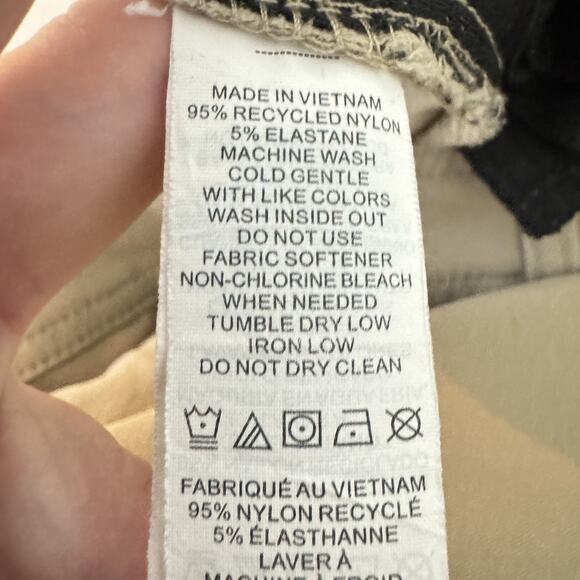 MADE IN VIETNAM
95% RECYCLED NYLON
5% ELASTANE
MACHINE WASH
COLD GENTLE
WITH LIKE COLORS
WASH INSIDE OUT
DO NOT USE
FABRIC SOFTENER
NON-CHLORINE BLEACH
WHEN NEEDED
TUMBLE DRY LOW
IRON LOW
DO NOT DRY CLEAN
FABRIQUÉ AU VIETNAM
95% NYLON RECYCLÉ
5% ÉLASTHANNE
LAVER À
MACHINE À FROID